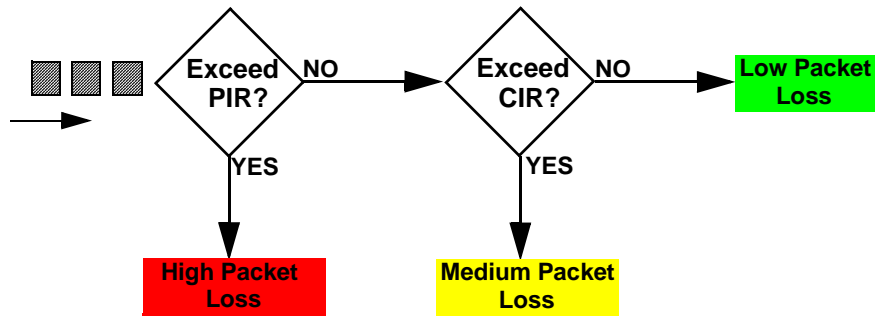 Exceed
PIR?
NO
Exceed
CIR?
NO
Low Packet
Loss
YES
YES
High Packet
Loss
Medium Packet
Loss